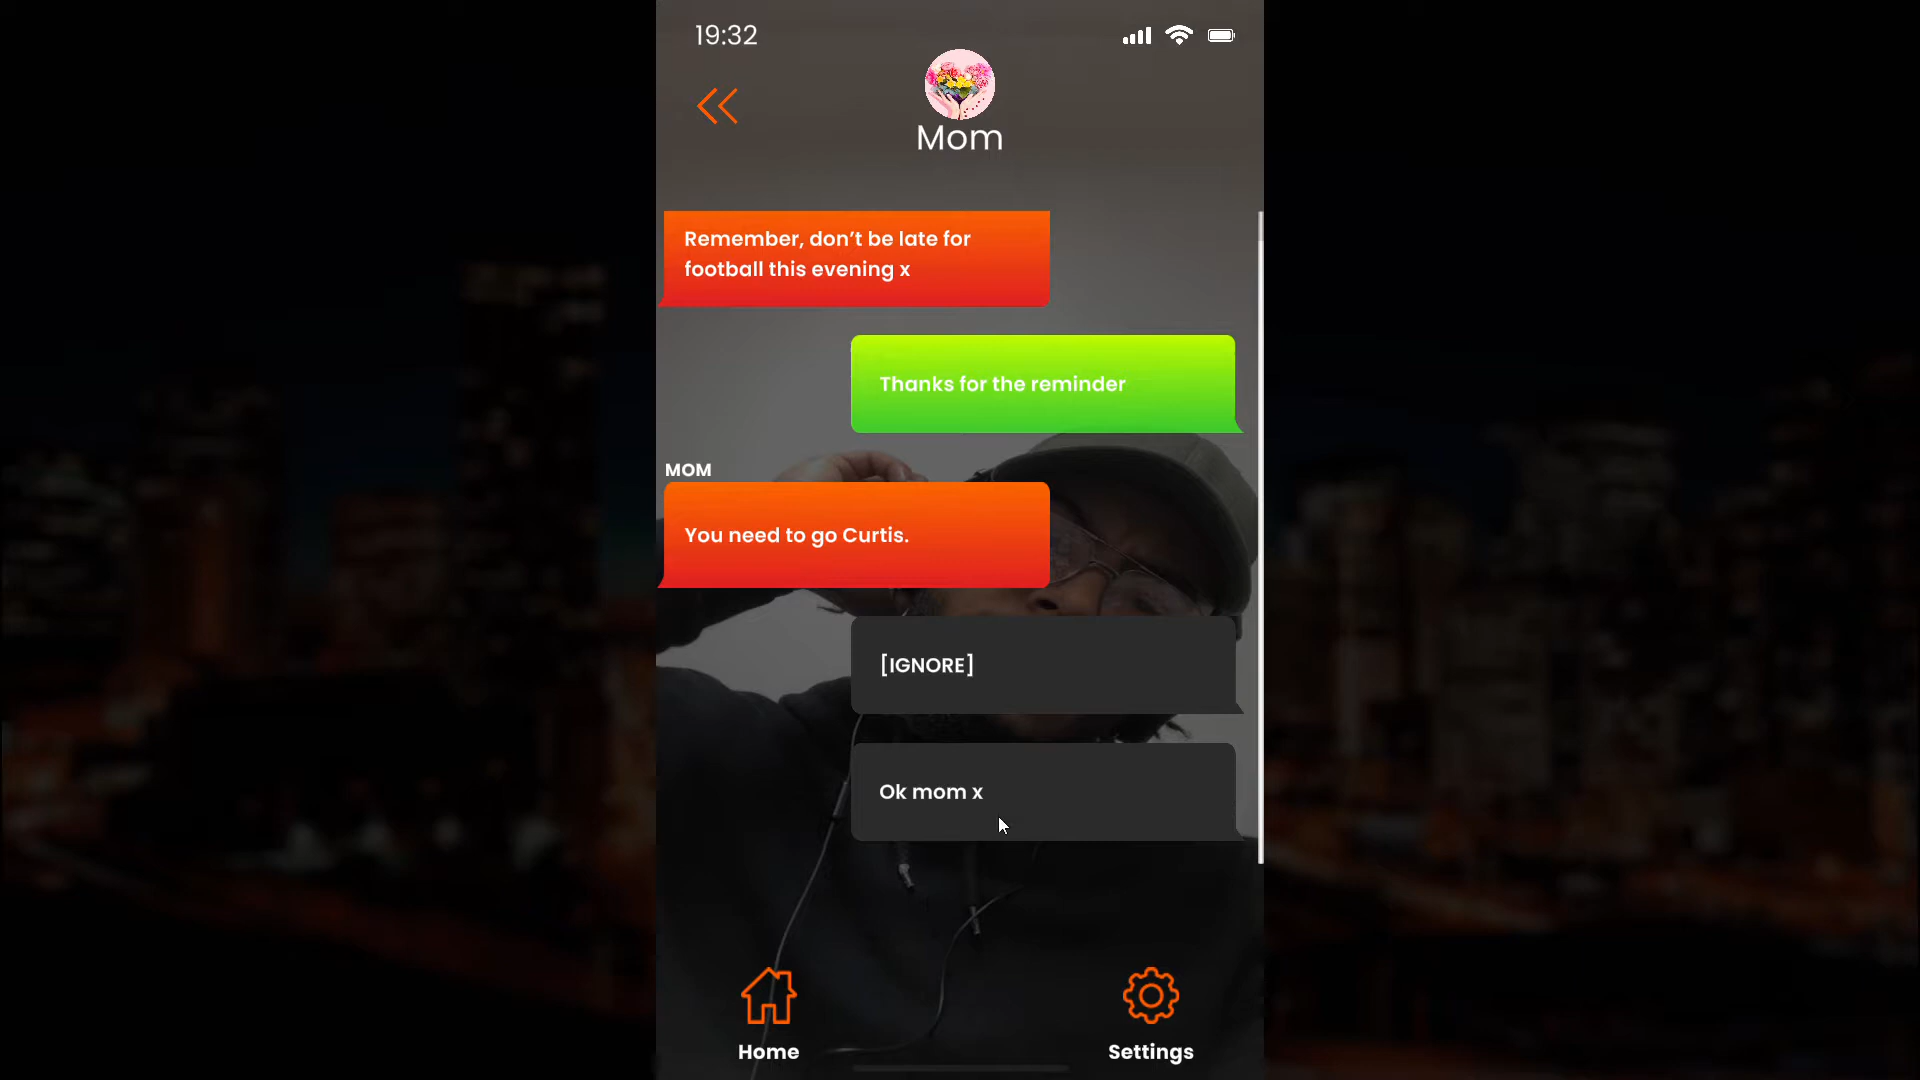 19:32
Mom
Remember, don’t be late for
football this evening x
Thanks for the reminder
MOM
You need to go Curtis.
[IGNORE]
Ok mom x
Home
Settings